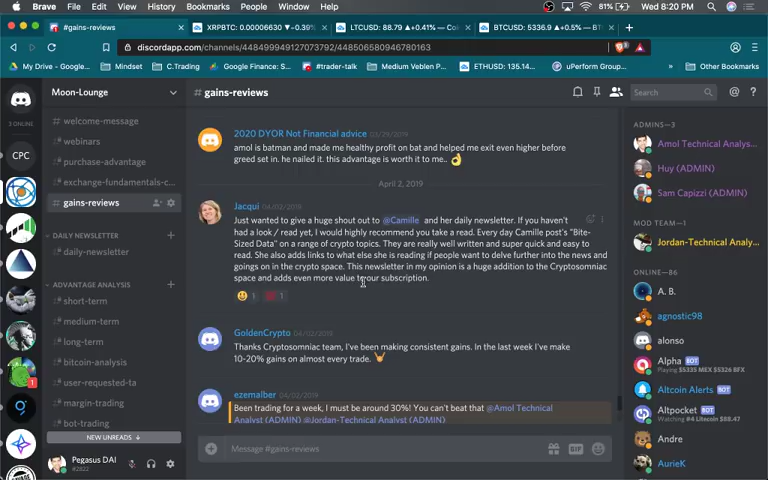 Brave File Edit View History Bookmarks People Window Help 81% Wed 8:20 PM
#gains-reviews XRPBTC: 0.00006630 ▼-0.39% LTCUSD: 88.79 ▲+0.41% — Co BTCUSD: 5336.9 ▲+0.5% — B
discordapp.com/channels/448499949127073792/448506580946780163
My Drive - Google... Mindset C.Trading Google Finance: S... #trader-talk Medium Veblen P... ETHUSD: 135.14... uPerform Group... » Other Bookmarks
Moon-Lounge
# gains-reviews
Search
3 ONLINE
CPC
welcome-message
webinars
purchase-advantage
exchange-fundamentals-c...
gains-reviews
DAILY NEWSLETTER
daily-newsletter
ADVANTAGE ANALYSIS
short-term
medium-term
long-term
bitcoin-analysis
user-requested-ta
margin-trading
bot-trading
NEW UNREADS ↓
Pegasus DAI
#2622
2020 DYOR Not Financial advice 03/29/2019
amol is batman and made me healthy profit on bat and helped me exit even higher before
greed set in. he nailed it. this advantage is worth it to me..
April 2, 2019
Jacqui 04/02/2019
Just wanted to give a huge shout out to @Camille and her daily newsletter. If you haven't
had a look / read yet, I would highly recommend you take a read. Every day Camille post's "Bite-
Sized Data" on a range of crypto topics. They are really well written and super quick and easy to
read. She also adds links to what else she is reading if people want to delve further into the news and
goings on in the crypto space. This newsletter in my opinion is a huge addition to the Cryptosomniac
space and adds even more value to our subscription.
1 1
GoldenCrypto 04/02/2019
Thanks Cryptosomniac team, I've been making consistent gains. In the last week I've make
10-20% gains on almost every trade.
ezemalber 04/02/2019
Been trading for a week, I must be around 30%! You can't beat that @Amol Technical
Analyst (ADMIN) @Jordan-Technical Analyst (ADMIN)
Message #gains-reviews
GIF
ADMINS—3
Amol Technical Analys...
Huy (ADMIN)
Sam Capizzi (ADMIN)
MOD TEAM—1
Jordan-Technical Analy...
ONLINE—86
A. B.
agnostic98
alonso
Alpha BOT
Playing $5335 MEX $5326 BFX
Altcoin Alerts BOT
Altpocket BOT
Watching #4 Litecoin $88.47
Andre
AurieK